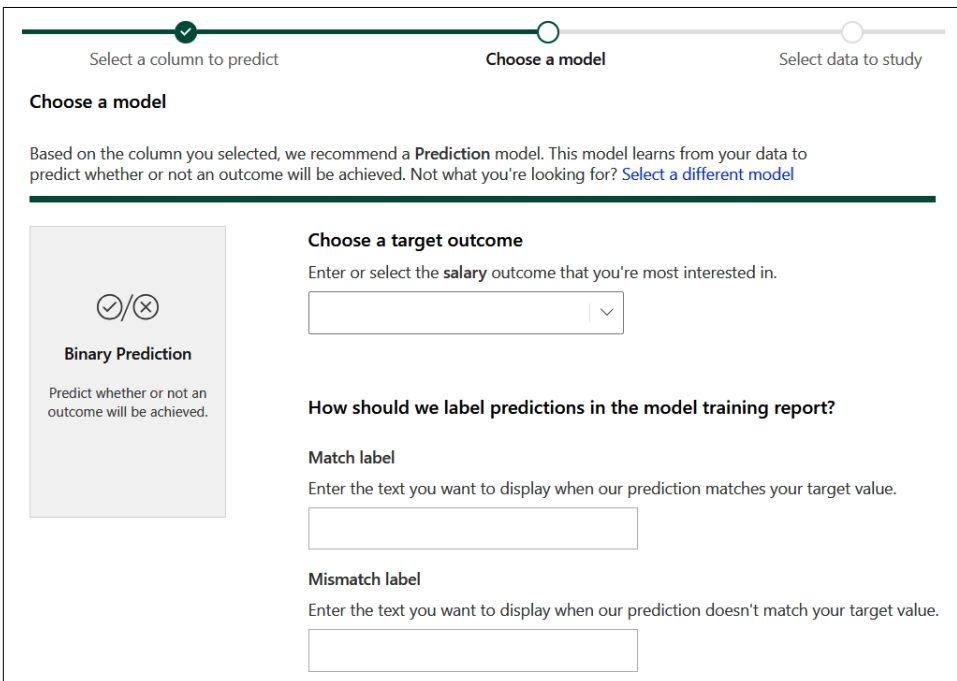 Select a column to predict
Choose a model
Select data to study
Choose a model
Based on the column you selected, we recommend a Prediction model. This model learns from your data to
predict whether or not an outcome will be achieved. Not what you're looking for? Select a different model
Binary Prediction
Predict whether or not an
outcome will be achieved.
Choose a target outcome
Enter or select the salary outcome that you're most interested in.
How should we label predictions in the model training report?
Match label
Enter the text you want to display when our prediction matches your target value.
Mismatch label
Enter the text you want to display when our prediction doesn't match your target value.